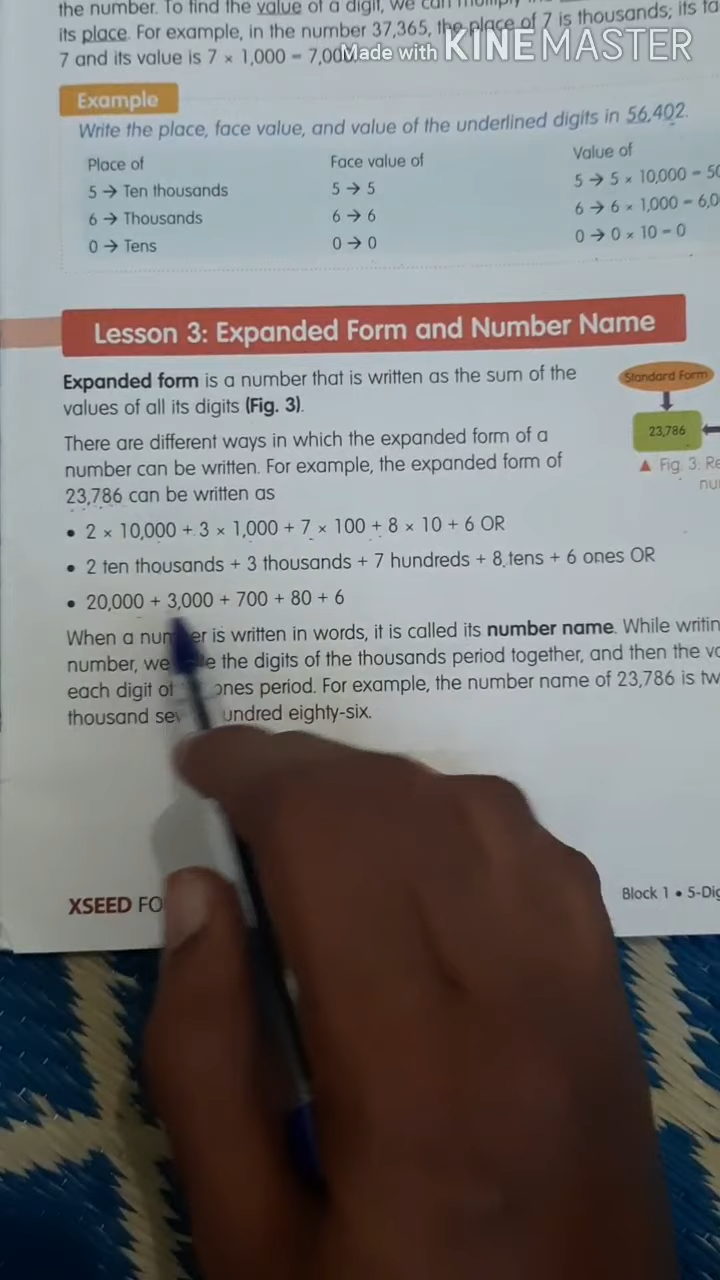 the number. To find the value of a digit, we can multiply
its place. For example, in the number 37,365, the place of 7 is thousands; its
7 and its value is 7 × 1,000 = 7,000
Made with KINEMASTER
Example
Write the place, face value, and value of the underlined digits in 56,402.
Place of Face value of Value of
5 → Ten thousands 5 → 5 5 → 5 × 10,000 = 50
6 → Thousands 6 → 6 6 → 6 × 1,000 = 6,0
0 → Tens 0 → 0 0 → 0 × 10 = 0
Lesson 3: Expanded Form and Number Name
Expanded form is a number that is written as the sum of the
values of all its digits (Fig. 3).
There are different ways in which the expanded form of a
number can be written. For example, the expanded form of
23,786 can be written as
• 2 × 10,000 + 3 × 1,000 + 7 × 100 + 8 × 10 + 6 OR
• 2 ten thousands + 3 thousands + 7 hundreds + 8 tens + 6 ones OR
• 20,000 + 3,000 + 700 + 80 + 6
Standard Form
23,786
▲ Fig. 3: Re
nu
When a number is written in words, it is called its number name. While writin
number, we the digits of the thousands period together, and then the
each digit of ones period. For example, the number name of 23,786 is tw
thousand seven hundred eighty-six.
XSEED FO
Block 1 • 5-Dig